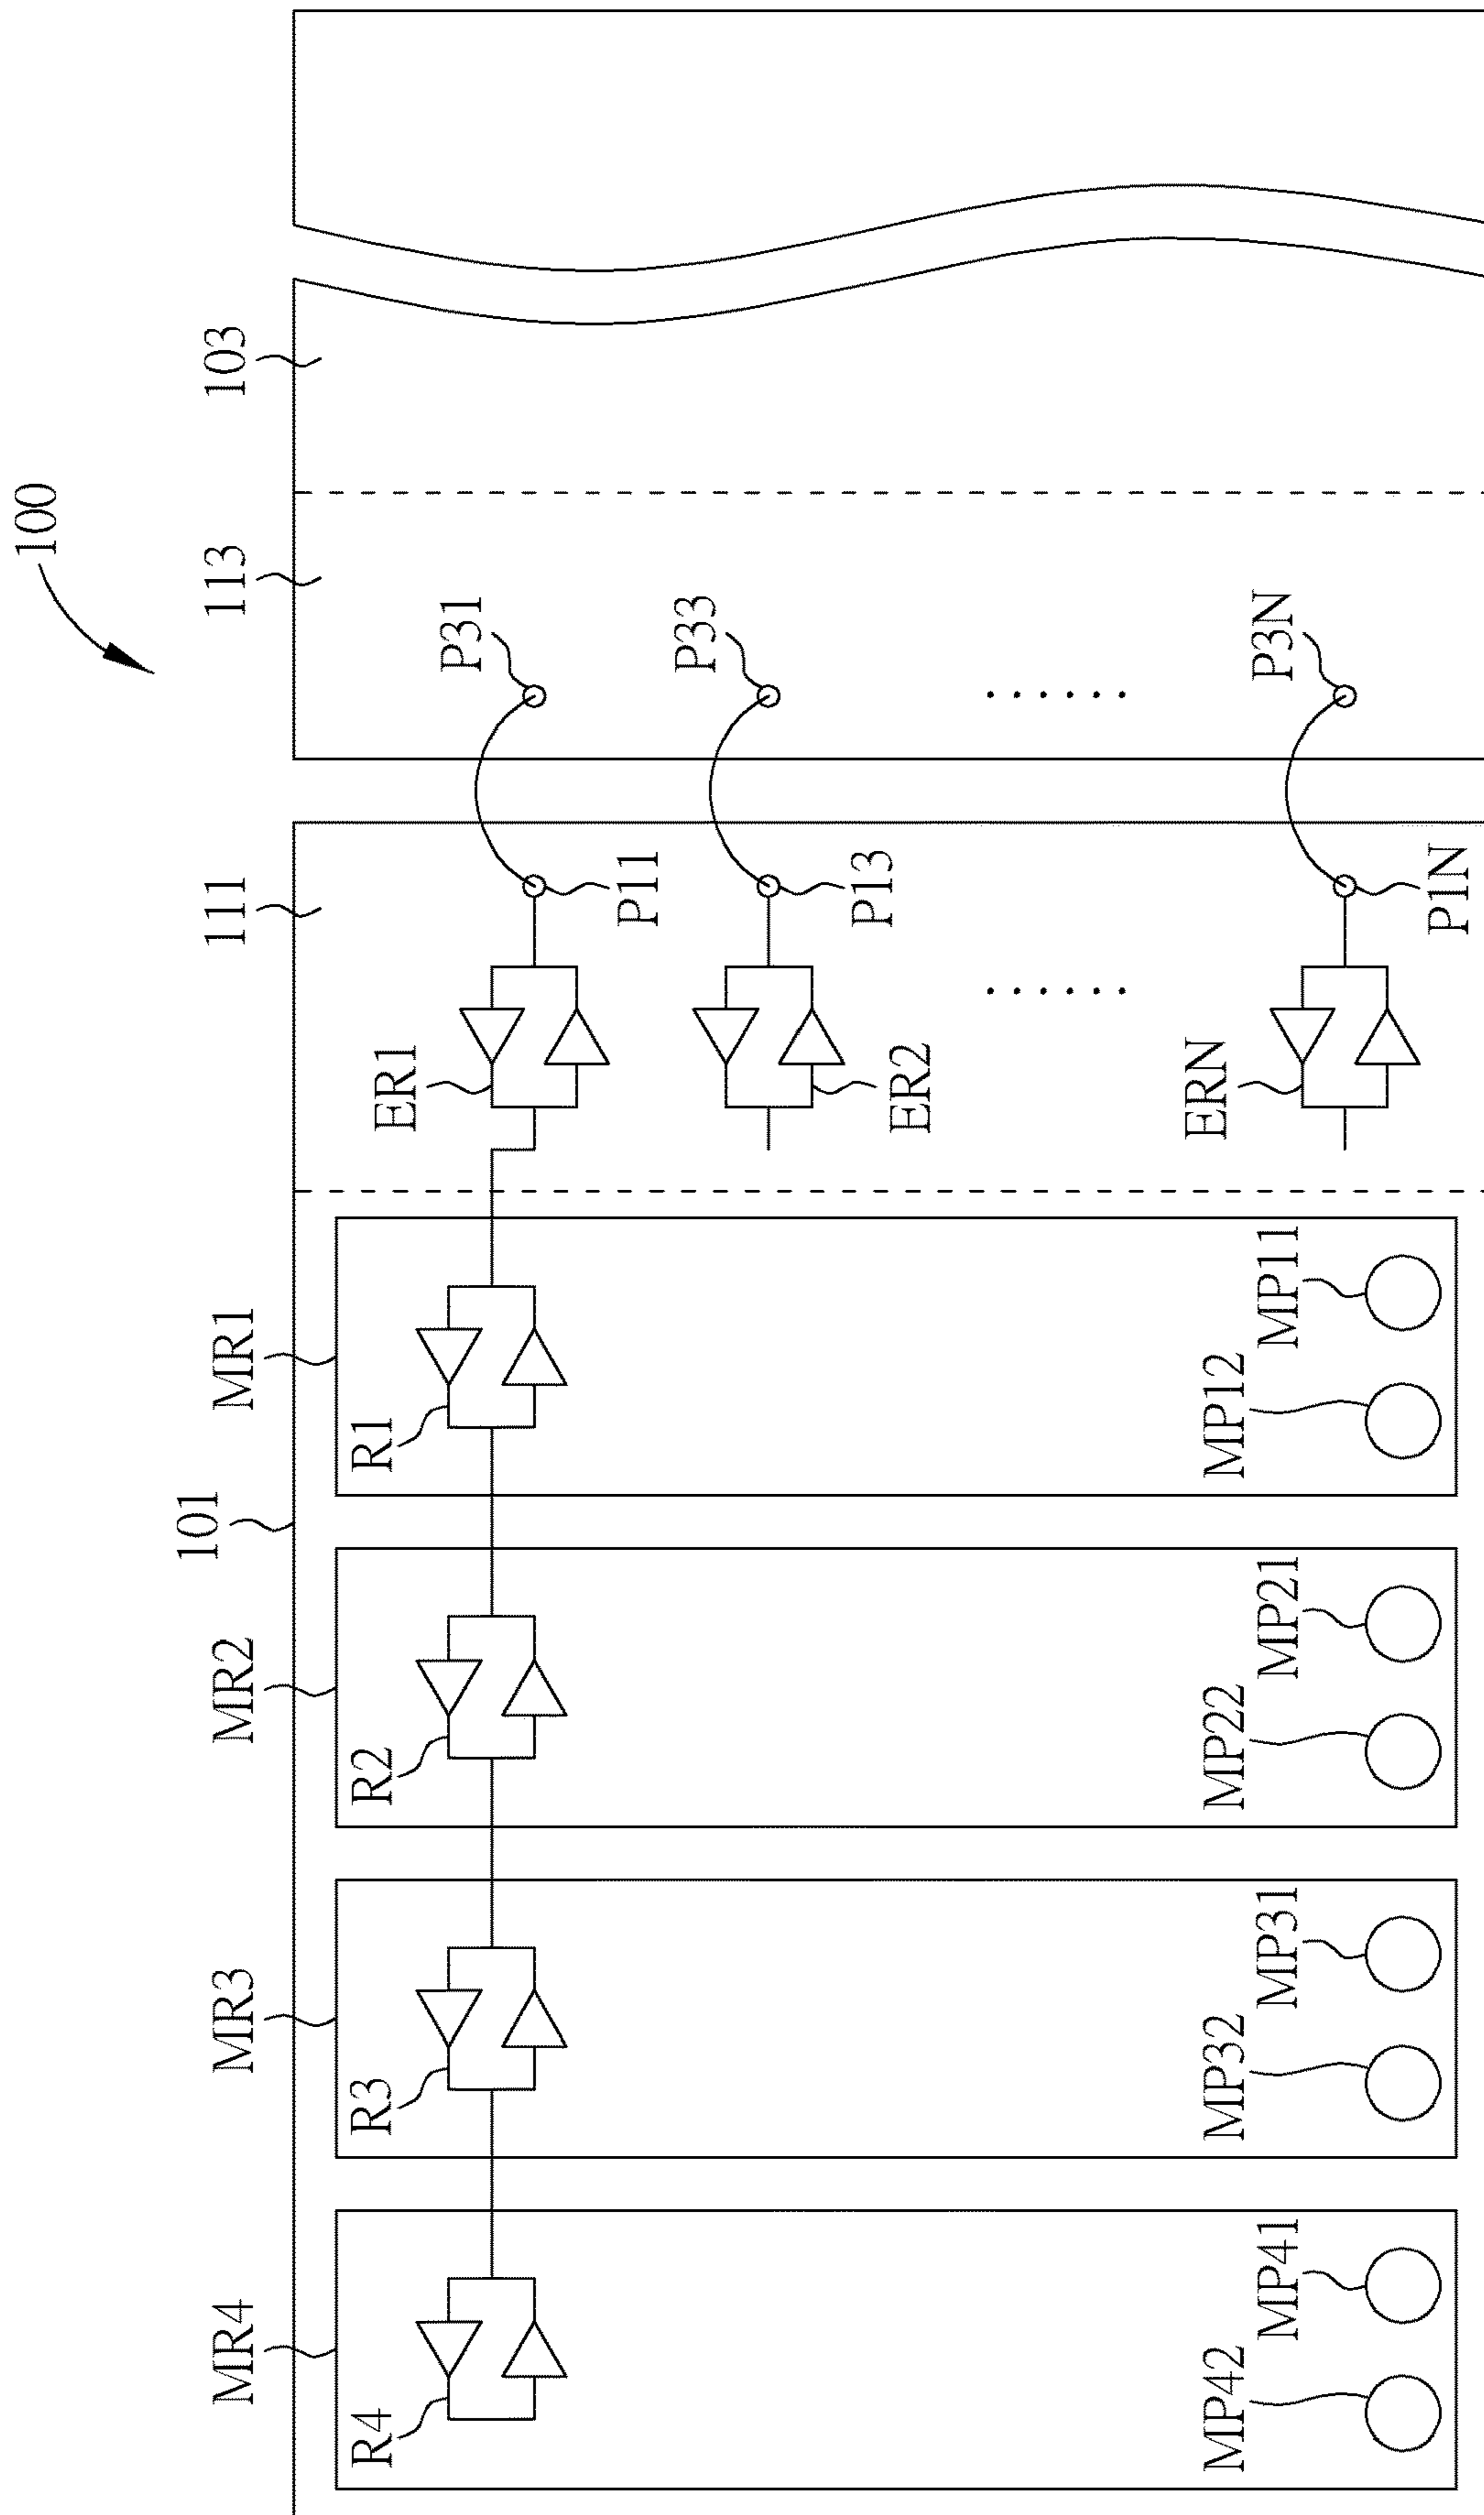 100
101
MR4
MR3
MR2
MR1
111
113
103
R4
R3
R2
R1
ER1
P11
P31
ER2
P13
P33
......
......
ERN
P1N
P3N
MP42
MP41
MP32
MP31
MP22
MP21
MP12
MP11